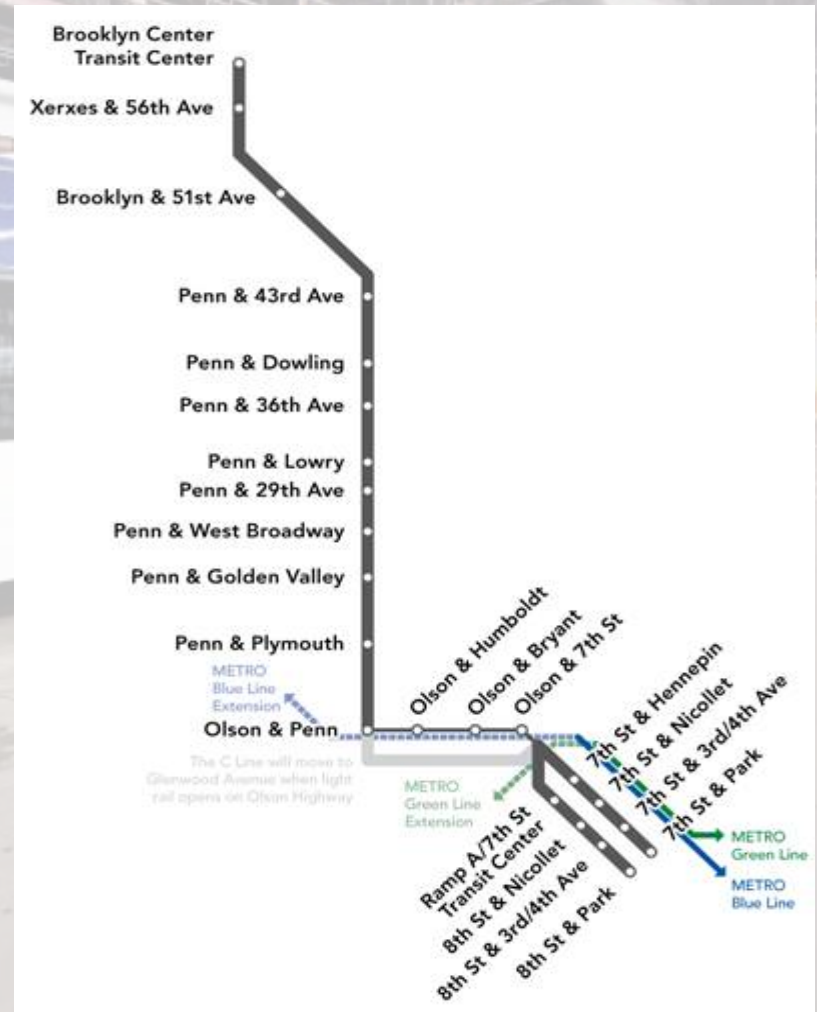 Brooklyn Center
Transit Center
Xerxes & 56th Ave
Brooklyn & 51st Ave
Penn & 43rd Ave
Penn & Dowling
Penn & 36th Ave
Penn & Lowry
Penn & 29th Ave
Penn & West Broadway
Penn & Golden Valley
Penn & Plymouth
METRO
Blue Line
Extension
Olson & Penn
Olson & Humboldt
Olson & Bryant
Olson & 7th St
7th St & Hennepin
7th St & Nicollet
7th St & 3rd/4th Ave
7th St & Park
The C Line will move to
Glenwood Avenue when light
rail opens on Olson Highway
METRO
Green Line
Extension
Ramp A/7th St
Transit Center
8th St & Nicollet
8th St & 3rd/4th Ave
8th St & Park
METRO
Green Line
METRO
Blue Line